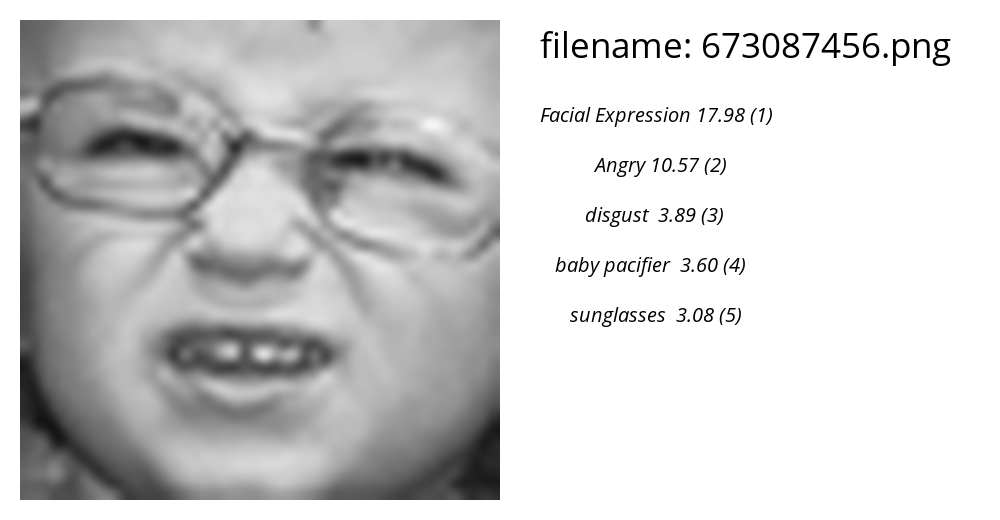 filename: 673087456.png
Facial Expression 17.98 (1)
Angry 10.57 (2)
disgust 3.89 (3)
baby pacifier 3.60 (4)
sunglasses 3.08 (5)